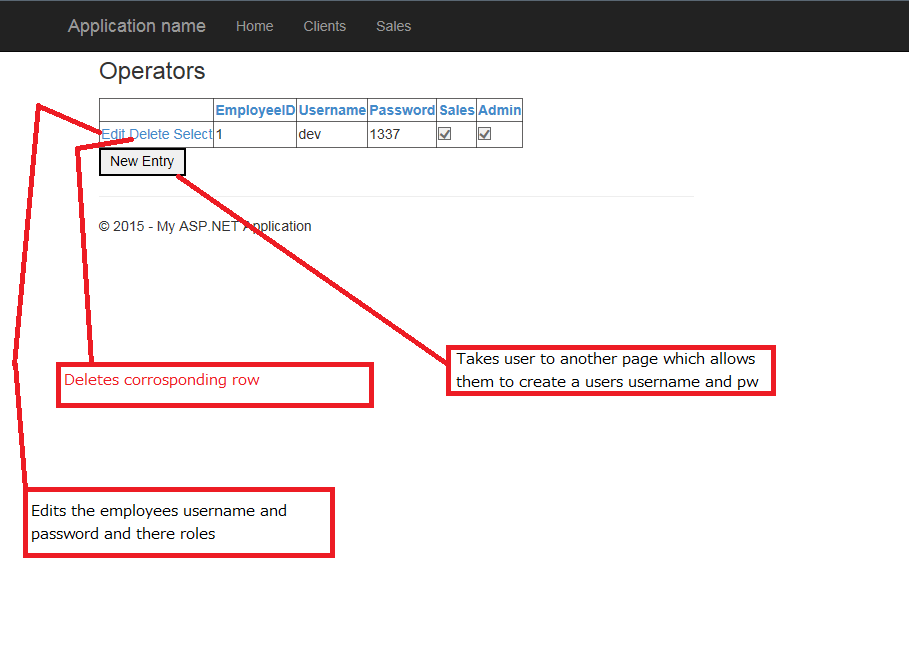 Application name Home Clients Sales
Operators
EmployeeID Username Password Sales Admin
Edit Delete Select 1 dev 1337
New Entry
© 2015 - My ASP.NET Application
Takes user to another page which allows
them to create a users username and pw
Deletes corrosponding row
Edits the employees username and
password and there roles